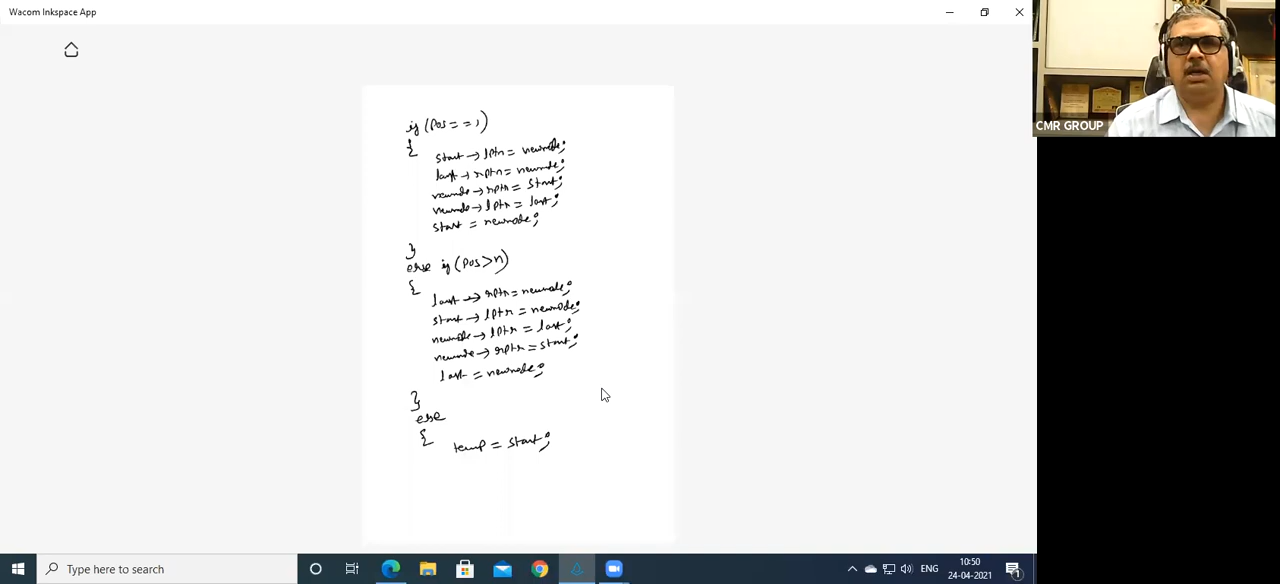 Wacom Inkspace App
CMR GROUP
if (pos == 1)
{
start → lptr = newnode;
last → rptr = newnode;
newnode → rptr = start;
newnode → lptr = last;
start = newnode;
}
else if (pos > n)
{
last → rptr = newnode;
start → lptr = newnode;
newnode → lptr = last;
newnode → rptr = start;
last = newnode;
}
else
{
temp = start;
Type here to search
ENG
10:50
24-04-2021
1